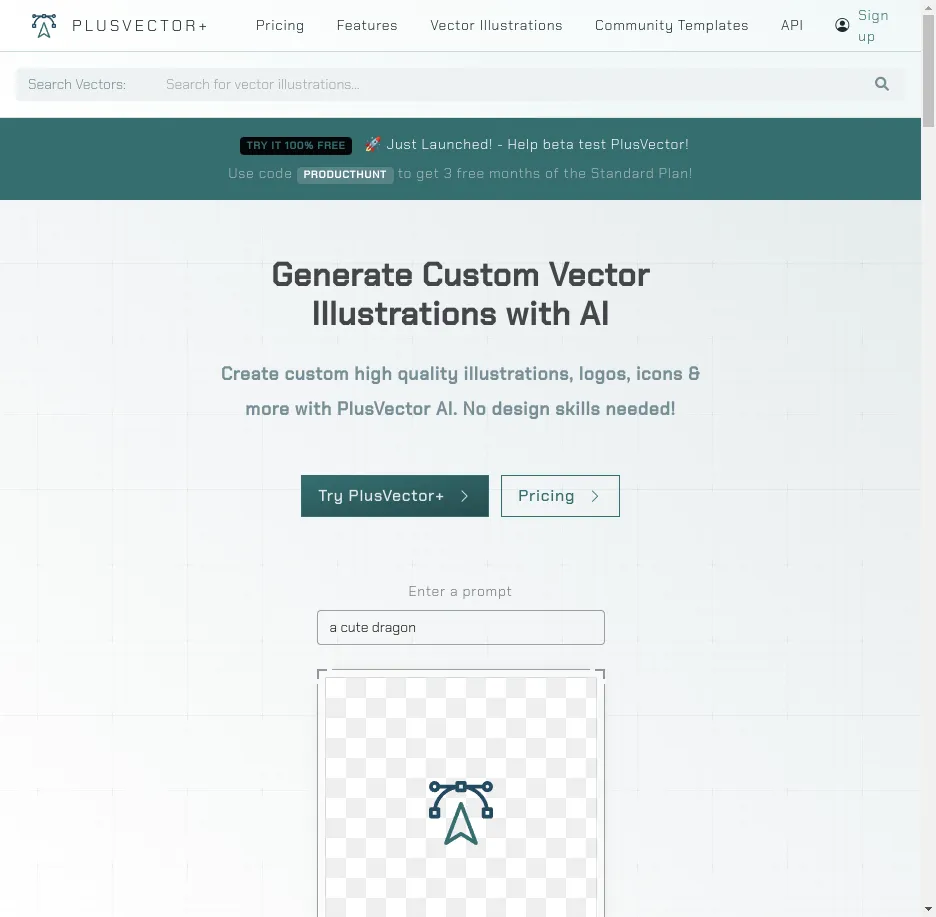 PLUSVECTOR+
Pricing
Features
Vector Illustrations
Community Templates
API
Sign
up
Search Vectors:
Search for vector illustrations...
TRY IT 100% FREE 🚀 Just Launched! - Help beta test PlusVector!
Use code PRODUCTHUNT to get 3 free months of the Standard Plan!
Generate Custom Vector
Illustrations with AI
Create custom high quality illustrations, logos, icons &
more with PlusVector AI. No design skills needed!
Try PlusVector+
Pricing
Enter a prompt
a cute dragon